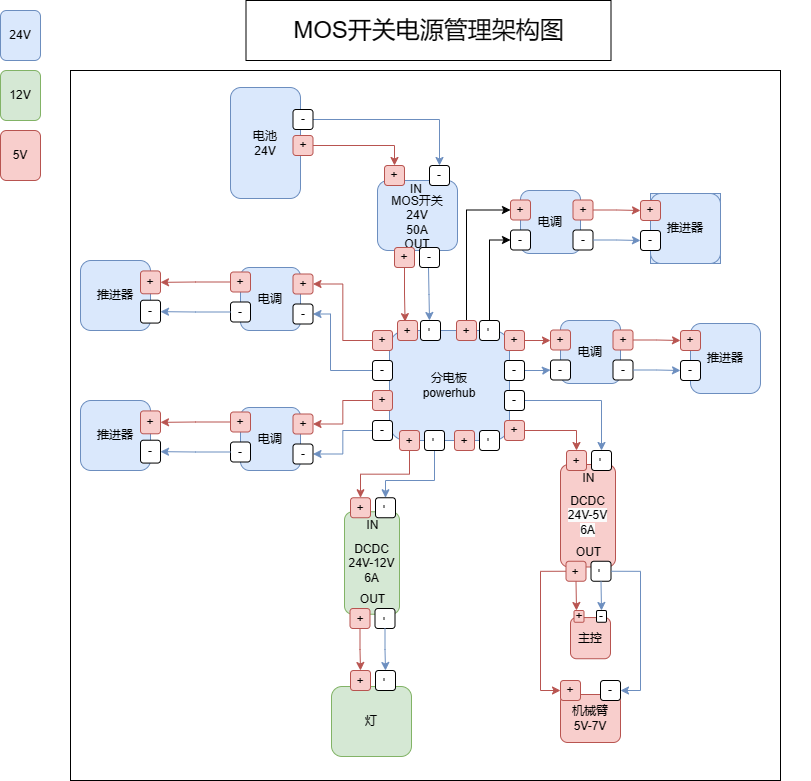 MOS开关电源管理架构图
24V
12V
5V
电池
24V
-
+
+
-
IN
MOS开关
24V
50A
OUT
+
-
+
电调
+
-
-
+
推进器
-
推进器
+
-
+
电调
+
-
-
+
-
+
-
+
-
+
-
+
-
分电板
powerhub
+
电调
+
-
-
+
推进器
-
推进器
+
-
+
电调
+
-
-
+
-
-
+
+
-
+
-
+
-
IN
DCDC
24V-12V
6A
OUT
+
-
+
-
灯
+
-
IN
DCDC
24V-5V
6A
OUT
+
-
+
-
主控
+
-
机械臂
5V-7V